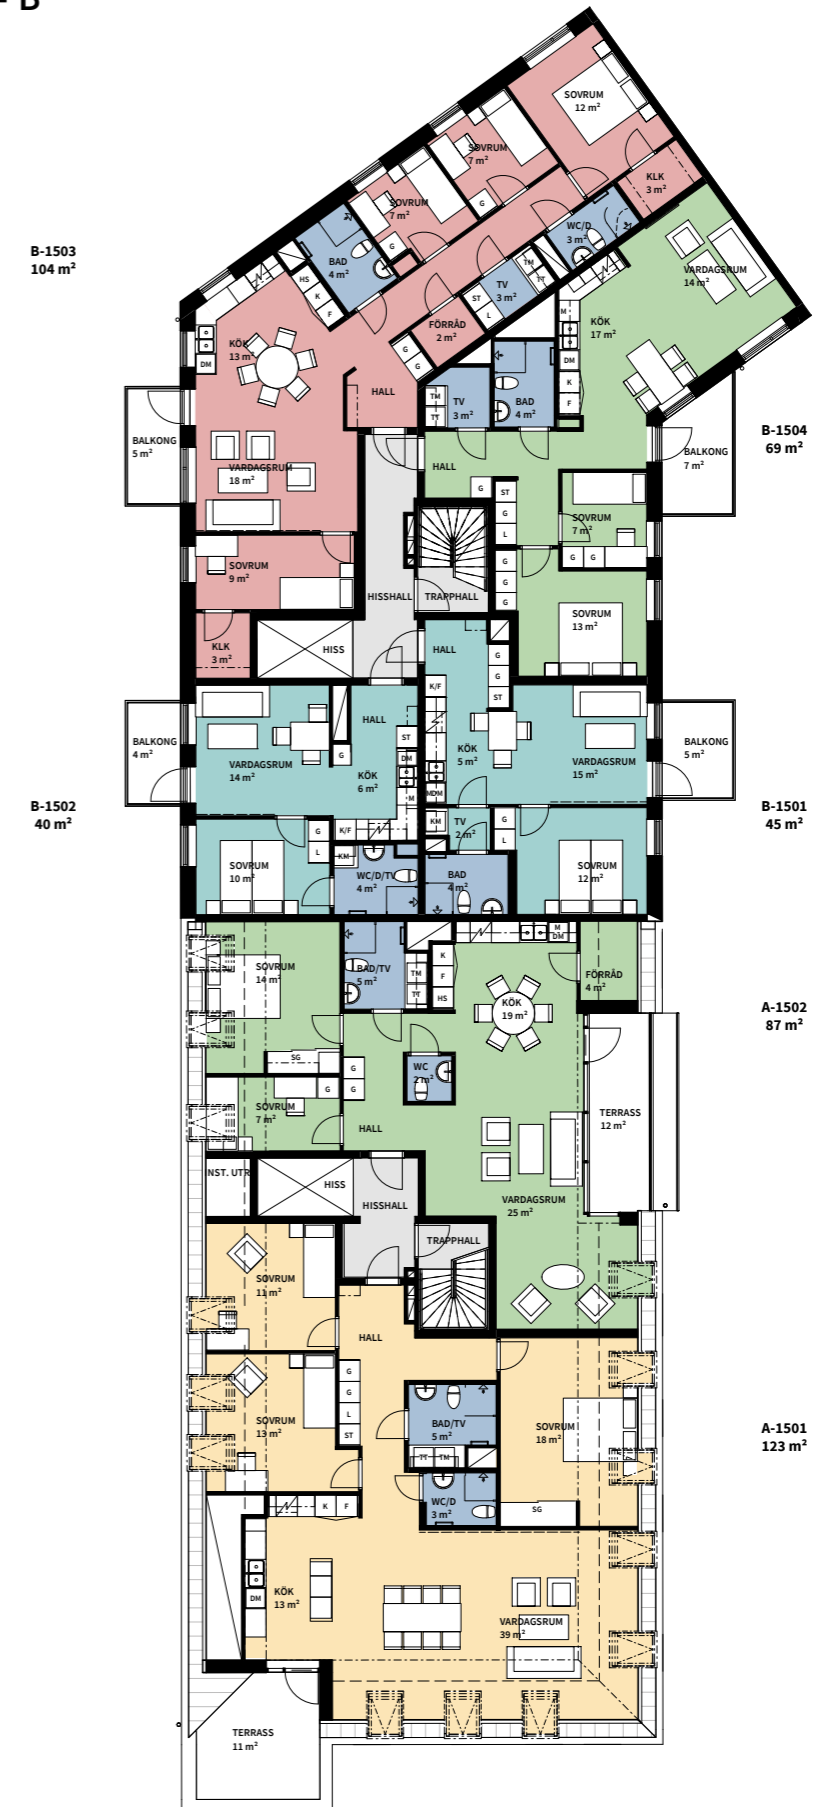 - B
SOVRUM
12 m²
SOVRUM
7 m²
KLK
3 m²
SOVRUM
7 m²
G
WC/D
3 m²
G
BAD
4 m²
B-1503
104 m²
VARDAGSRUM
14 m²
TM
TT
TV
3 m²
HS
K
F
ST
L
FÖRRÅD
2 m²
M
KÖK
17 m²
KÖK
13 m²
DM
G
G
DM
K
F
HALL
TM
TT
TV
3 m²
BAD
4 m²
BALKONG
5 m²
B-1504
69 m²
BALKONG
7 m²
VARDAGSRUM
18 m²
HALL
G
ST
G
L
SOVRUM
7 m²
G G
SOVRUM
9 m²
G
G
G
HISSHALL
TRAPPHALL
SOVRUM
13 m²
KLK
3 m²
HISS
HALL
G
G
ST
K/F
BALKONG
4 m²
HALL
ST
G
DM
VARDAGSRUM
14 m²
KÖK
6 m²
M
KÖK
5 m²
MDM
VARDAGSRUM
15 m²
BALKONG
5 m²
B-1502
40 m²
B-1501
45 m²
G
L
K/F
KM
TV
2 m²
G
L
SOVRUM
10 m²
KM
WC/D/TV
4 m²
BAD
4 m²
SOVRUM
12 m²
M
DM
K
F
HS
SOVRUM
14 m²
BAD/TV
5 m²
TM
TT
FÖRRÅD
4 m²
KÖK
19 m²
A-1502
87 m²
SG
G
G
WC
2 m²
G
SOVRUM
7 m²
HALL
TERRASS
12 m²
INST. UTR
HISS
HISSHALL
VARDAGSRUM
25 m²
TRAPPHALL
SOVRUM
11 m²
HALL
G
G
L
ST
SOVRUM
13 m²
BAD/TV
5 m²
TT TM
SOVRUM
18 m²
A-1501
123 m²
WC/D
3 m²
SG
K F
DM
KÖK
13 m²
VARDAGSRUM
39 m²
TERRASS
11 m²